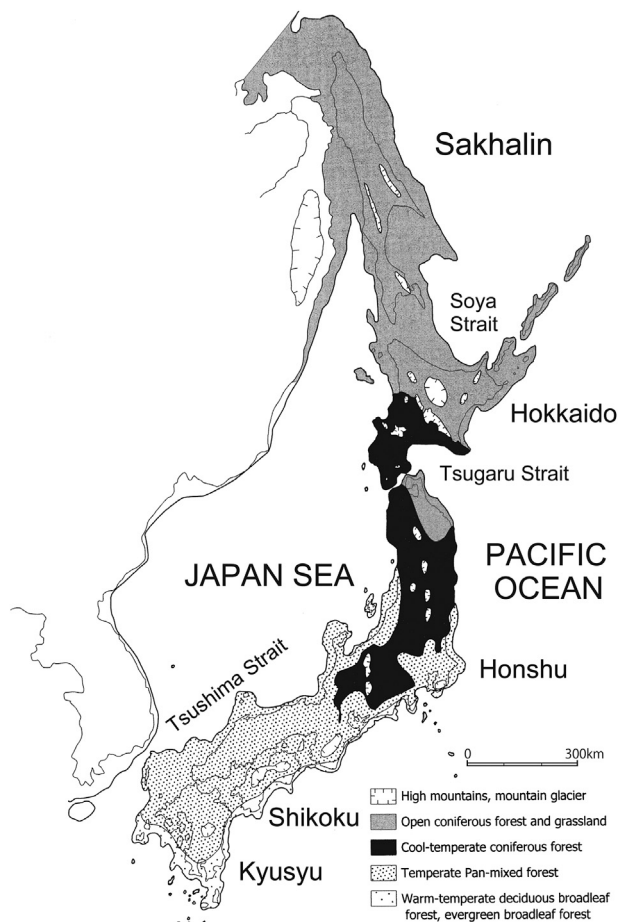 Sakhalin
Soya
Strait
Hokkaido
Tsugaru Strait
JAPAN SEA
PACIFIC
OCEAN
Tsushima Strait
Honshu
0 300km
Shikoku
Kyusyu
High mountains, mountain glacier
Open coniferous forest and grassland
Cool-temperate coniferous forest
Temperate Pan-mixed forest
Warm-temperate deciduous broadleaf
forest, evergreen broadleaf forest